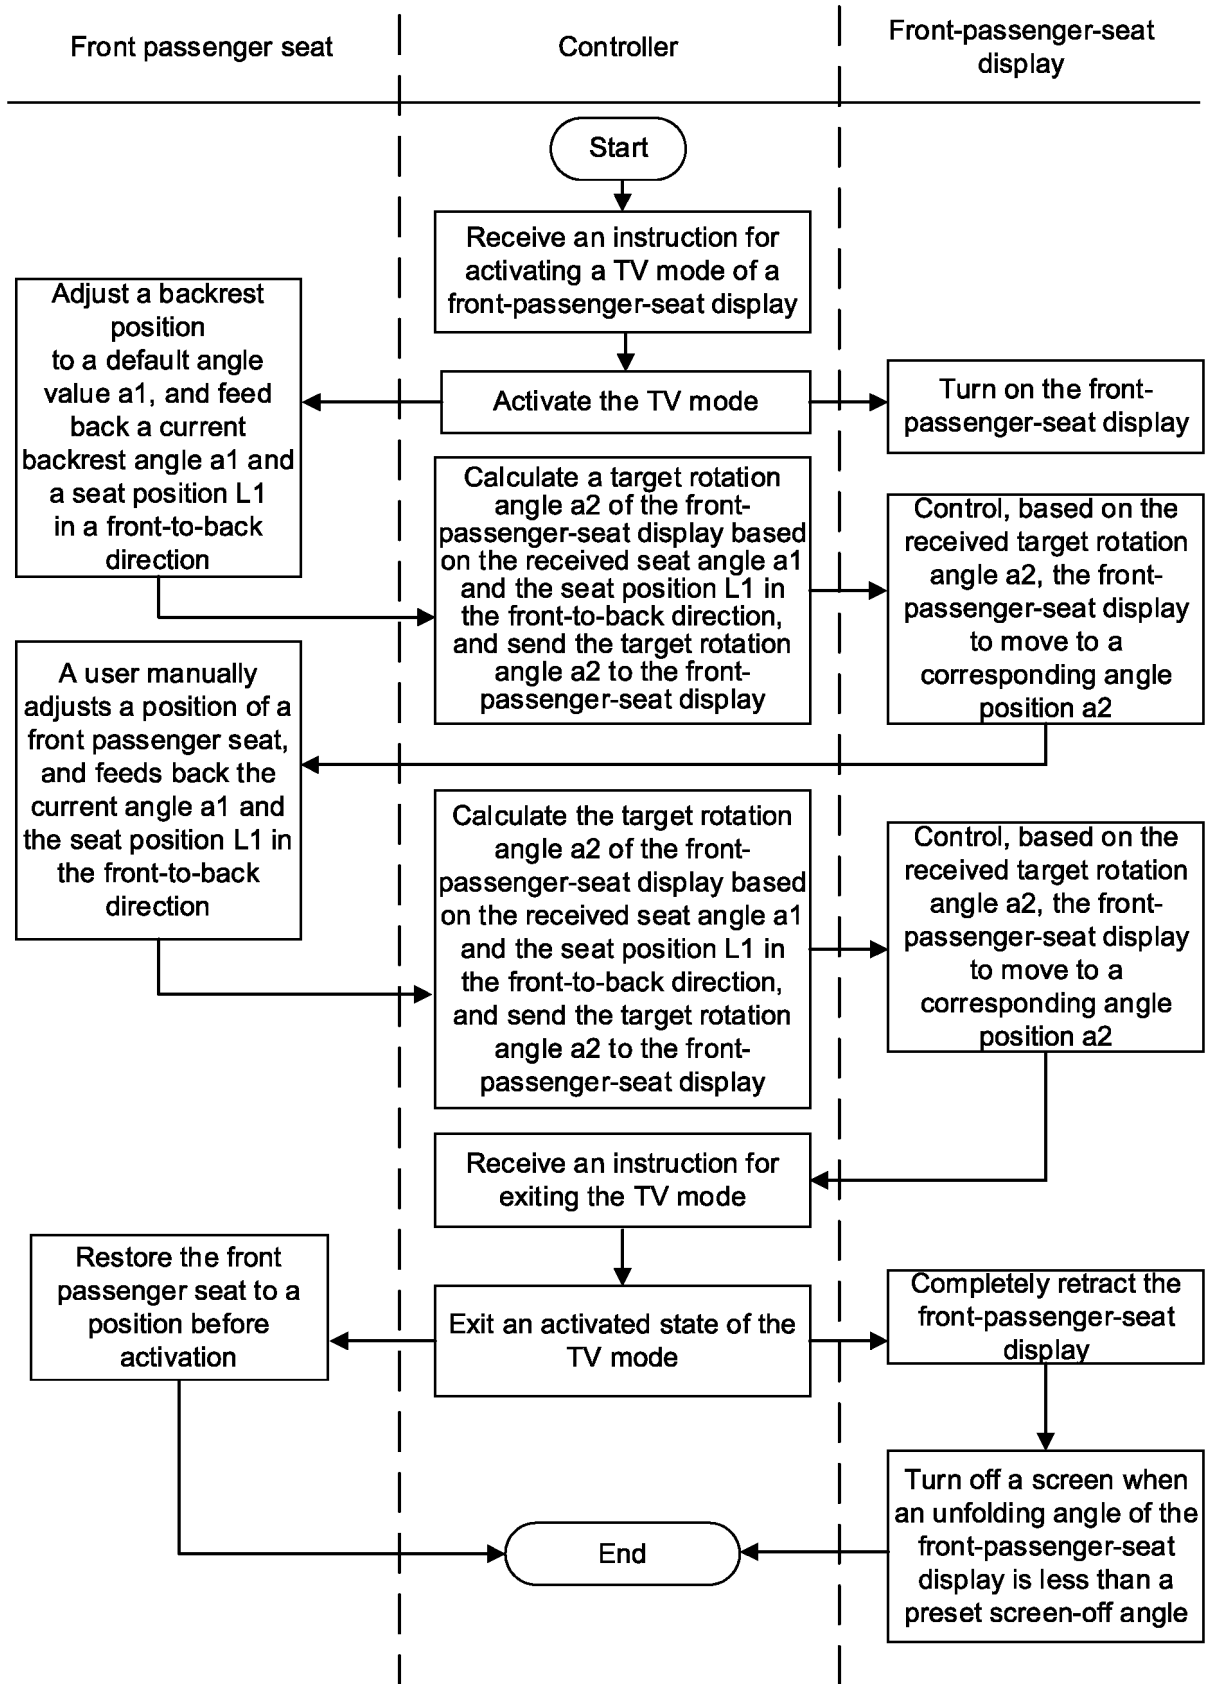 Front passenger seat
Controller
Front-passenger-seat
display
Start
Receive an instruction for
activating a TV mode of a
front-passenger-seat display
Adjust a backrest
position
to a default angle
value a1, and feed
back a current
backrest angle a1 and
a seat position L1
in a front-to-back
direction
Activate the TV mode
Turn on the front-
passenger-seat display
Calculate a target rotation
angle a2 of the front-
passenger-seat display based
on the received seat angle a1
and the seat position L1 in
the front-to-back direction,
and send the target rotation
angle a2 to the front-
passenger-seat display
Control, based on the
received target rotation
angle a2, the front-
passenger-seat display
to move to a
corresponding angle
position a2
A user manually
adjusts a position of a
front passenger seat,
and feeds back the
current angle a1 and
the seat position L1 in
the front-to-back
direction
Calculate the target rotation
angle a2 of the front-
passenger-seat display based
on the received seat angle a1
and the seat position L1 in
the front-to-back direction,
and send the target rotation
angle a2 to the front-
passenger-seat display
Control, based on the
received target rotation
angle a2, the front-
passenger-seat display
to move to a
corresponding angle
position a2
Receive an instruction for
exiting the TV mode
Restore the front
passenger seat to a
position before
activation
Exit an activated state of the
TV mode
Completely retract the
front-passenger-seat
display
Turn off a screen when
an unfolding angle of the
front-passenger-seat
display is less than a
preset screen-off angle
End